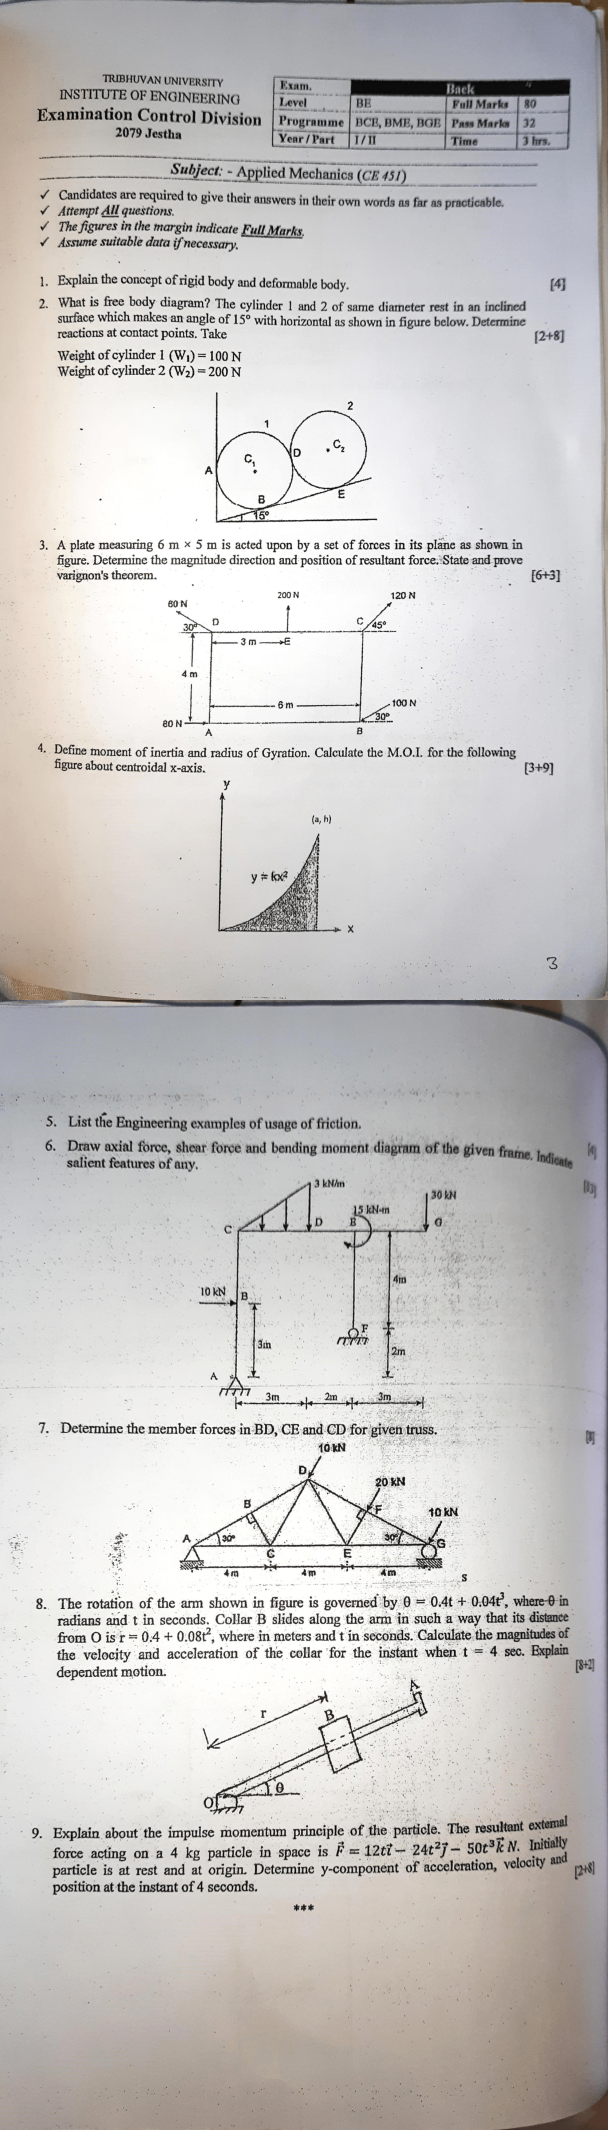 TRIBHUVAN UNIVERSITY
INSTITUTE OF ENGINEERING
Examination Control Division
2079 Jestha
Exam. Back
Level BE Full Marks 80
Programme BCE, BME, BGE Pass Marks 32
Year / Part I / II Time 3 hrs.
Subject: - Applied Mechanics (CE 451)
✓ Candidates are required to give their answers in their own words as far as practicable.
✓ Attempt All questions.
✓ The figures in the margin indicate Full Marks.
✓ Assume suitable data if necessary.
1. Explain the concept of rigid body and deformable body. [4]
2. What is free body diagram? The cylinder 1 and 2 of same diameter rest in an inclined
surface which makes an angle of 15° with horizontal as shown in figure below. Determine
reactions at contact points. Take [2+8]
Weight of cylinder 1 (W₁) = 100 N
Weight of cylinder 2 (W₂) = 200 N
2
1
C₁
D
C₂
A
B
E
15°
3. A plate measuring 6 m × 5 m is acted upon by a set of forces in its plane as shown in
figure. Determine the magnitude direction and position of resultant force. State and prove
varignon's theorem. [6+3]
200 N
120 N
60 N
30° D
C 45°
3 m E
4 m
6 m
100 N
30°
80 N
A
B
4. Define moment of inertia and radius of Gyration. Calculate the M.O.I. for the following
figure about centroidal x-axis. [3+9]
y
(a, h)
y = kx²
x
3
5. List the Engineering examples of usage of friction. [4]
6. Draw axial force, shear force and bending moment diagram of the given frame. Indicate
salient features of any.
3 kN/m
30 kN
15 kN-m
C
D
E
G
4m
10 kN
B
3m
F
2m
A
3m 2m 3m
7. Determine the member forces in BD, CE and CD for given truss.
10 kN
D
20 kN
B
F
10 kN
A 30°
30° G
C
E
4m 4m 4m
s
8. The rotation of the arm shown in figure is governed by θ = 0.4t + 0.04t³, where θ in
radians and t in seconds. Collar B slides along the arm in such a way that its distance
from O is r = 0.4 + 0.08t², where in meters and t in seconds. Calculate the magnitudes of
the velocity and acceleration of the collar for the instant when t = 4 sec. Explain
dependent motion. [8+2]
A
r
B
θ
O
9. Explain about the impulse momentum principle of the particle. The resultant external
force acting on a 4 kg particle in space is F⃗ = 12ti⃗ − 24t²j⃗ − 50t³k⃗ N. Initially
particle is at rest and at origin. Determine y-component of acceleration, velocity and
position at the instant of 4 seconds. [2+8]
***